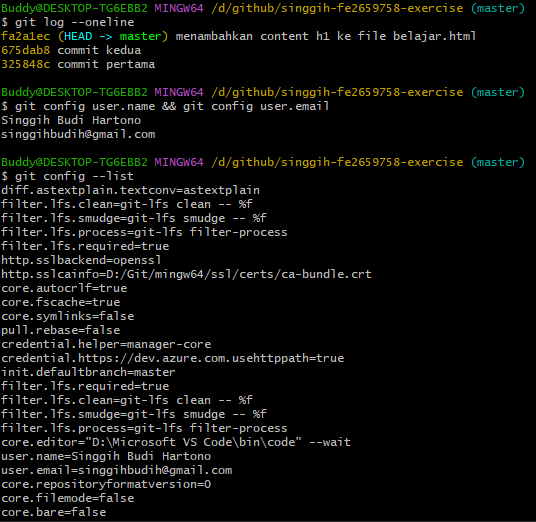 Buddy@DESKTOP-TG6EBB2 MINGW64 /d/github/singgih-fe2659758-exercise (master)
$ git log --oneline
fa2a1ec (HEAD -> master) menambahkan content h1 ke file belajar.html
675dab8 commit kedua
325848c commit pertama
Buddy@DESKTOP-TG6EBB2 MINGW64 /d/github/singgih-fe2659758-exercise (master)
$ git config user.name && git config user.email
Singgih Budi Hartono
singgihbudih@gmail.com
Buddy@DESKTOP-TG6EBB2 MINGW64 /d/github/singgih-fe2659758-exercise (master)
$ git config --list
diff.astextplain.textconv=astextplain
filter.lfs.clean=git-lfs clean -- %f
filter.lfs.smudge=git-lfs smudge -- %f
filter.lfs.process=git-lfs filter-process
filter.lfs.required=true
http.sslbackend=openssl
http.sslcainfo=D:/Git/mingw64/ssl/certs/ca-bundle.crt
core.autocrlf=true
core.fscache=true
core.symlinks=false
pull.rebase=false
credential.helper=manager-core
credential.https://dev.azure.com.usehttppath=true
init.defaultbranch=master
filter.lfs.required=true
filter.lfs.clean=git-lfs clean -- %f
filter.lfs.smudge=git-lfs smudge -- %f
filter.lfs.process=git-lfs filter-process
core.editor="D:\Microsoft VS Code\bin\code" --wait
user.name=Singgih Budi Hartono
user.email=singgihbudih@gmail.com
core.repositoryformatversion=0
core.filemode=false
core.bare=false